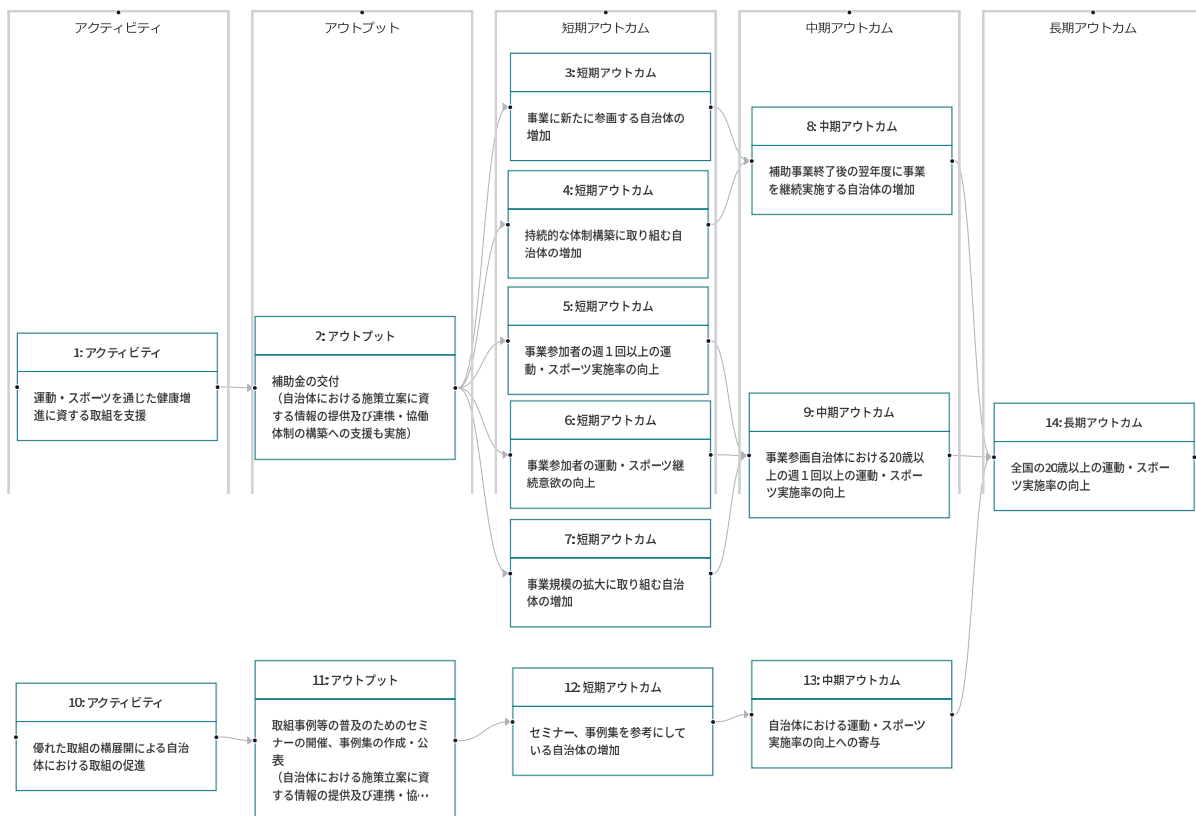 アクティビティ
アウトプット
短期アウトカム
中期アウトカム
長期アウトカム
1: アクティビティ
運動・スポーツを通じた健康増
進に資する取組を支援
2: アウトプット
補助金の交付
（自治体における施策立案に資
する情報の提供及び連携・協働
体制の構築への支援も実施）
3: 短期アウトカム
事業に新たに参画する自治体の
増加
4: 短期アウトカム
持続的な体制構築に取り組む自
治体の増加
5: 短期アウトカム
事業参加者の週１回以上の運
動・スポーツ実施率の向上
6: 短期アウトカム
事業参加者の運動・スポーツ継
続意欲の向上
7: 短期アウトカム
事業規模の拡大に取り組む自治
体の増加
8: 中期アウトカム
補助事業終了後の翌年度に事業
を継続実施する自治体の増加
9: 中期アウトカム
事業参画自治体における20歳以
上の週１回以上の運動・スポー
ツ実施率の向上
14: 長期アウトカム
全国の20歳以上の運動・スポー
ツ実施率の向上
10: アクティビティ
優れた取組の横展開による自治
体における取組の促進
11: アウトプット
取組事例等の普及のためのセミ
ナーの開催、事例集の作成・公
表
（自治体における施策立案に資
する情報の提供及び連携・協…
12: 短期アウトカム
セミナー、事例集を参考にして
いる自治体の増加
13: 中期アウトカム
自治体における運動・スポーツ
実施率の向上への寄与